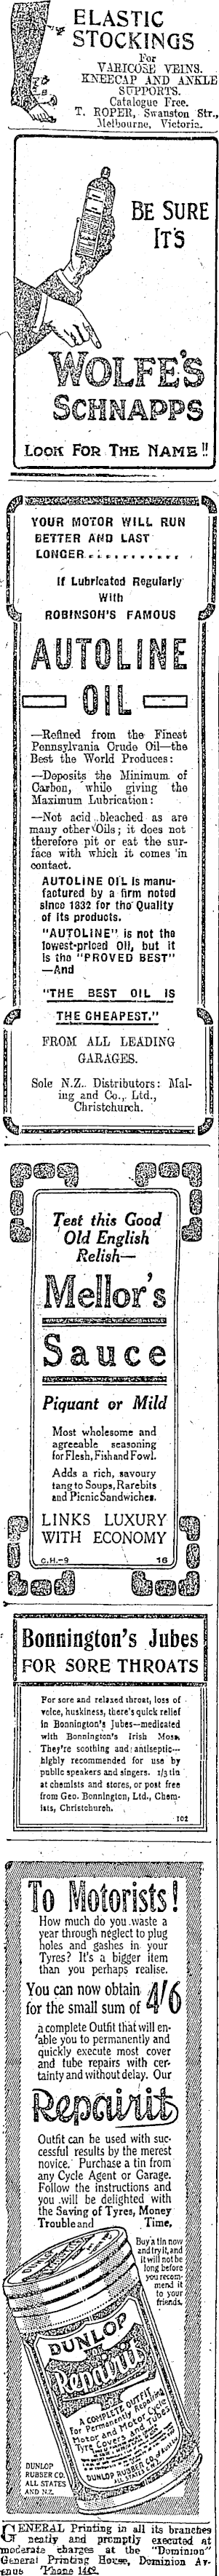 ELASTIC
STOCKINGS
For
VARICOSE VEINS.
KNEECAP AND ANKLE
SUPPORTS.
Catalogue Free.
T. ROPER, Swanston Str.,
Melbourne, Victoria.
BE SURE
IT'S
WOLFE'S
SCHNAPPS
LOOK FOR THE NAME!!
YOUR MOTOR WILL RUN
BETTER AND LAST
LONGER...........
If Lubricated Regularly
With
ROBINSON'S FAMOUS
AUTOLINE
OIL
—Refined from the Finest
Pennsylvania Crude Oil—the
Best the World Produces:
—Deposits the Minimum of
Carbon, while giving the
Maximum Lubrication:
—Not acid bleached as are
many other Oils; it does not
therefore pit or eat the sur-
face with which it comes in
contact.
AUTOLINE OIL is manu-
factured by a firm noted
since 1832 for the Quality
of its products.
"AUTOLINE" is not the
lowest-priced Oil, but it
is the "PROVED BEST"
—And
"THE BEST OIL IS
THE CHEAPEST."
FROM ALL LEADING
GARAGES.
Sole N.Z. Distributors: Mal-
ing and Co., Ltd.,
Christchurch.
Test this Good
Old English
Relish—
Mellor's
Sauce
Piquant or Mild
Most wholesome and
agreeable seasoning
for Flesh, Fish and Fowl.
Adds a rich, savoury
tang to Soups, Rarebits
and Picnic Sandwiches.
LINKS LUXURY
WITH ECONOMY
C.H.—9 16
Bonnington's Jubes
FOR SORE THROATS
For sore and relaxed throat, loss of
voice, huskiness, there's quick relief
in Bonnington's Jubes—medicated
with Bonnington's Irish Moss.
They're soothing and antiseptic—
highly recommended for use by
public speakers and singers. 1/3 tin
at chemists and stores, or post free
from Geo. Bonnington, Ltd., Chem-
ists, Christchurch.
102
To Motorists!
How much do you waste a
year through neglect to plug
holes and gashes in your
Tyres? It's a bigger item
than you perhaps realise.
You can now obtain
for the small sum of 4/6
a complete Outfit that will en-
able you to permanently and
quickly execute most cover
and tube repairs with cer-
tainty and without delay. Our
Repairit
Outfit can be used with suc-
cessful results by the merest
novice. Purchase a tin from
any Cycle Agent or Garage.
Follow the instructions and
you will be delighted with
the Saving of Tyres, Money
Trouble and Time.
Buy a tin now
and try it, and
it will not be
long before
you recom-
mend it
to your
friends.
DUNLOP
Repairit
A COMPLETE OUTFIT
For Permanently Repairing
Motor and Motor-Cycle
Tyre Covers and Tubes
DUNLOP RUBBER CO.
DUNLOP
RUBBER CO.
ALL STATES
AND N.Z.
GENERAL Printing in all its branches
neatly and promptly executed at
moderate charges at the "Dominion"
General Printing House, Dominion Av-
enue 'Phone